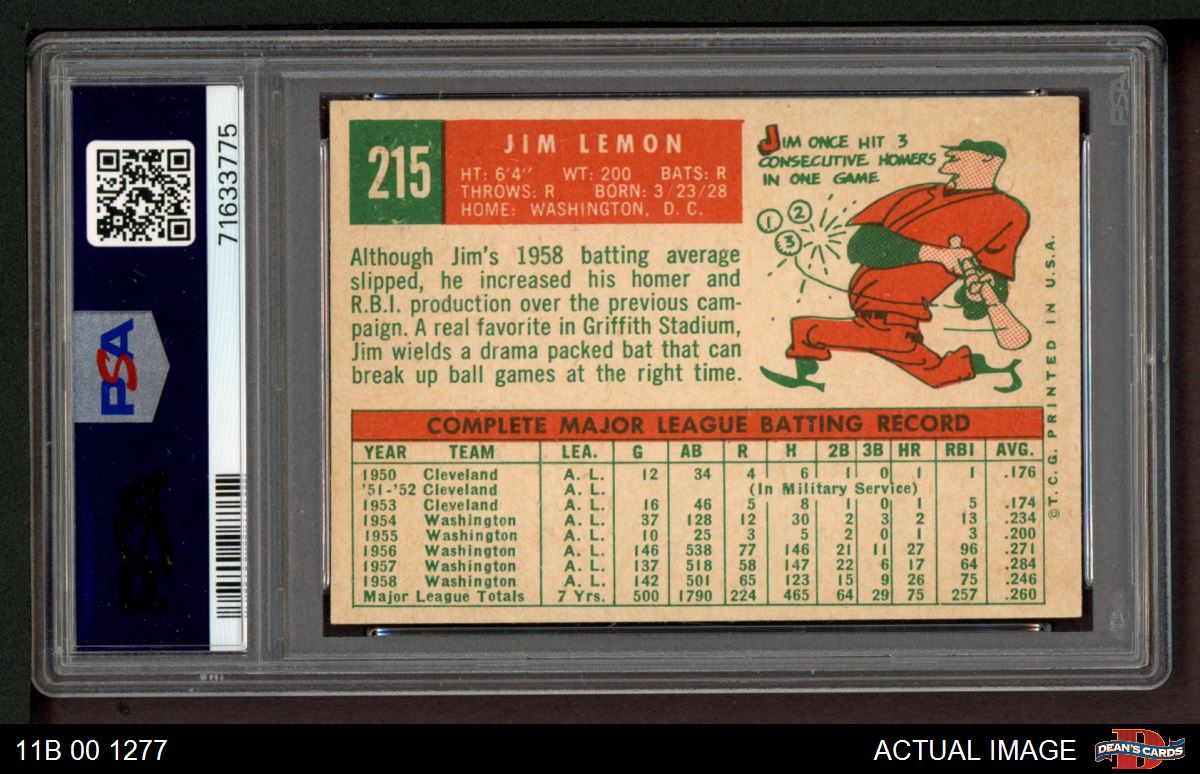 71633775
PSA
PSA
PSA
215
JIM LEMON
HT: 6'4" WT: 200 BATS: R
THROWS: R BORN: 3/23/28
HOME: WASHINGTON, D. C.
JIM ONCE HIT 3
CONSECUTIVE HOMERS
IN ONE GAME.
1 2
3
Although Jim's 1958 batting average
slipped, he increased his homer and
R.B.I. production over the previous cam-
paign. A real favorite in Griffith Stadium,
Jim wields a drama packed bat that can
break up ball games at the right time.
COMPLETE MAJOR LEAGUE BATTING RECORD
YEAR TEAM LEA. G AB R H 2B 3B HR RBI AVG.
1950 Cleveland A. L. 12 34 4 6 1 0 1 1 .176
'51-'52 Cleveland A. L. (In Military Service)
1953 Cleveland A. L. 16 46 5 8 1 0 1 5 .174
1954 Washington A. L. 37 128 12 30 2 3 2 13 .234
1955 Washington A. L. 10 25 3 5 2 0 1 3 .200
1956 Washington A. L. 146 538 77 146 21 11 27 96 .271
1957 Washington A. L. 137 518 58 147 22 6 17 64 .284
1958 Washington A. L. 142 501 65 123 15 9 26 75 .246
Major League Totals 7 Yrs. 500 1790 224 465 64 29 75 257 .260
©T. C. G. PRINTED IN U.S.A.
11B 00 1277
ACTUAL IMAGE
D
DEAN'S CARDS